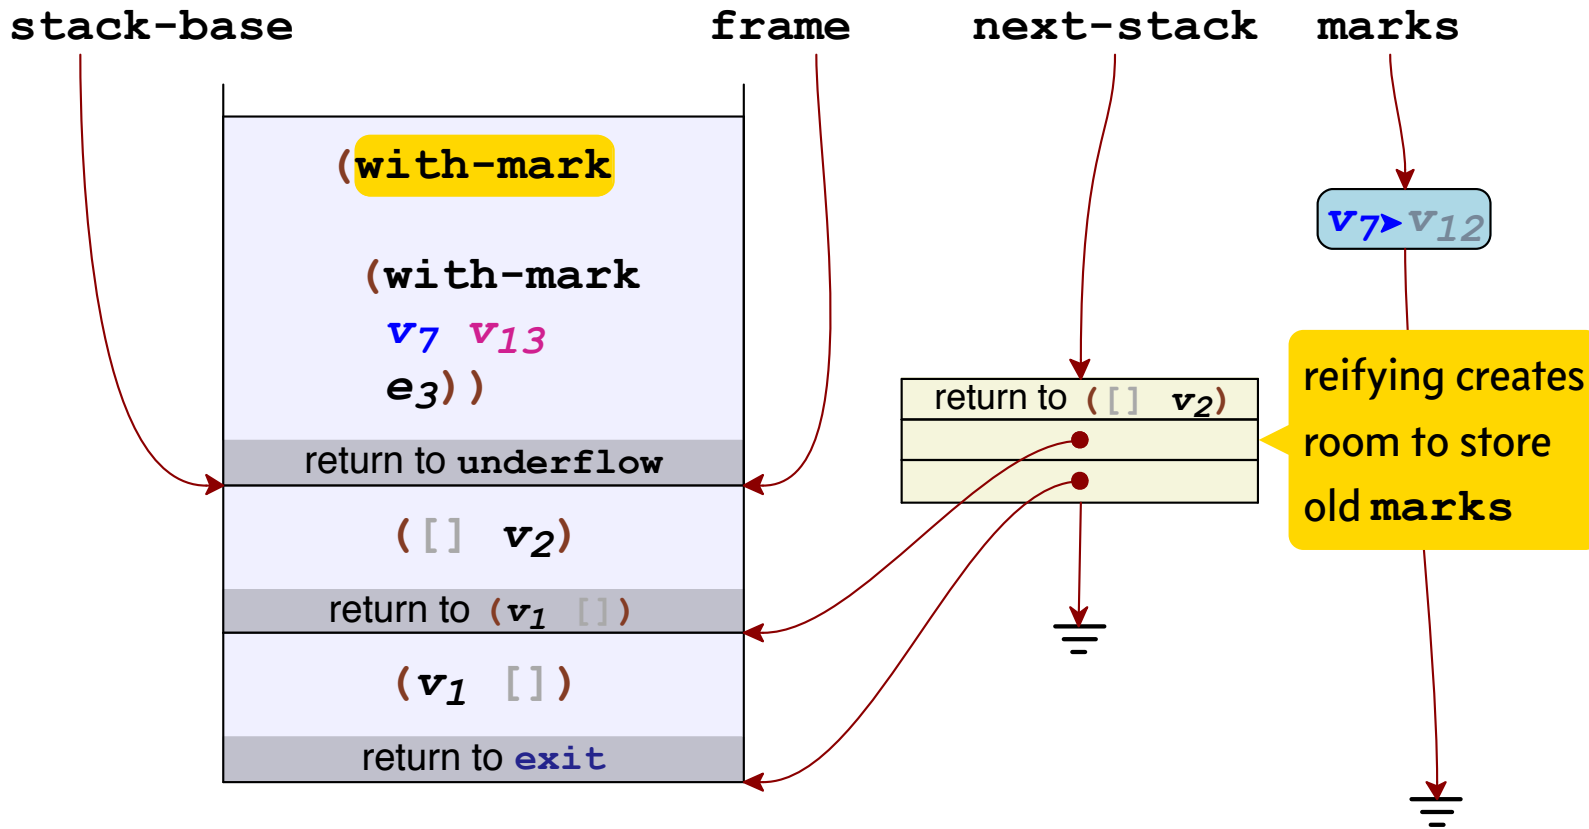 stack-base frame next-stack marks
(with-mark
v7➤v12
(with-mark
v7 v13
e3))
return to underflow
([] v2)
return to (v1 [])
(v1 [])
return to exit
return to ([] v2)
reifying creates
room to store
old marks